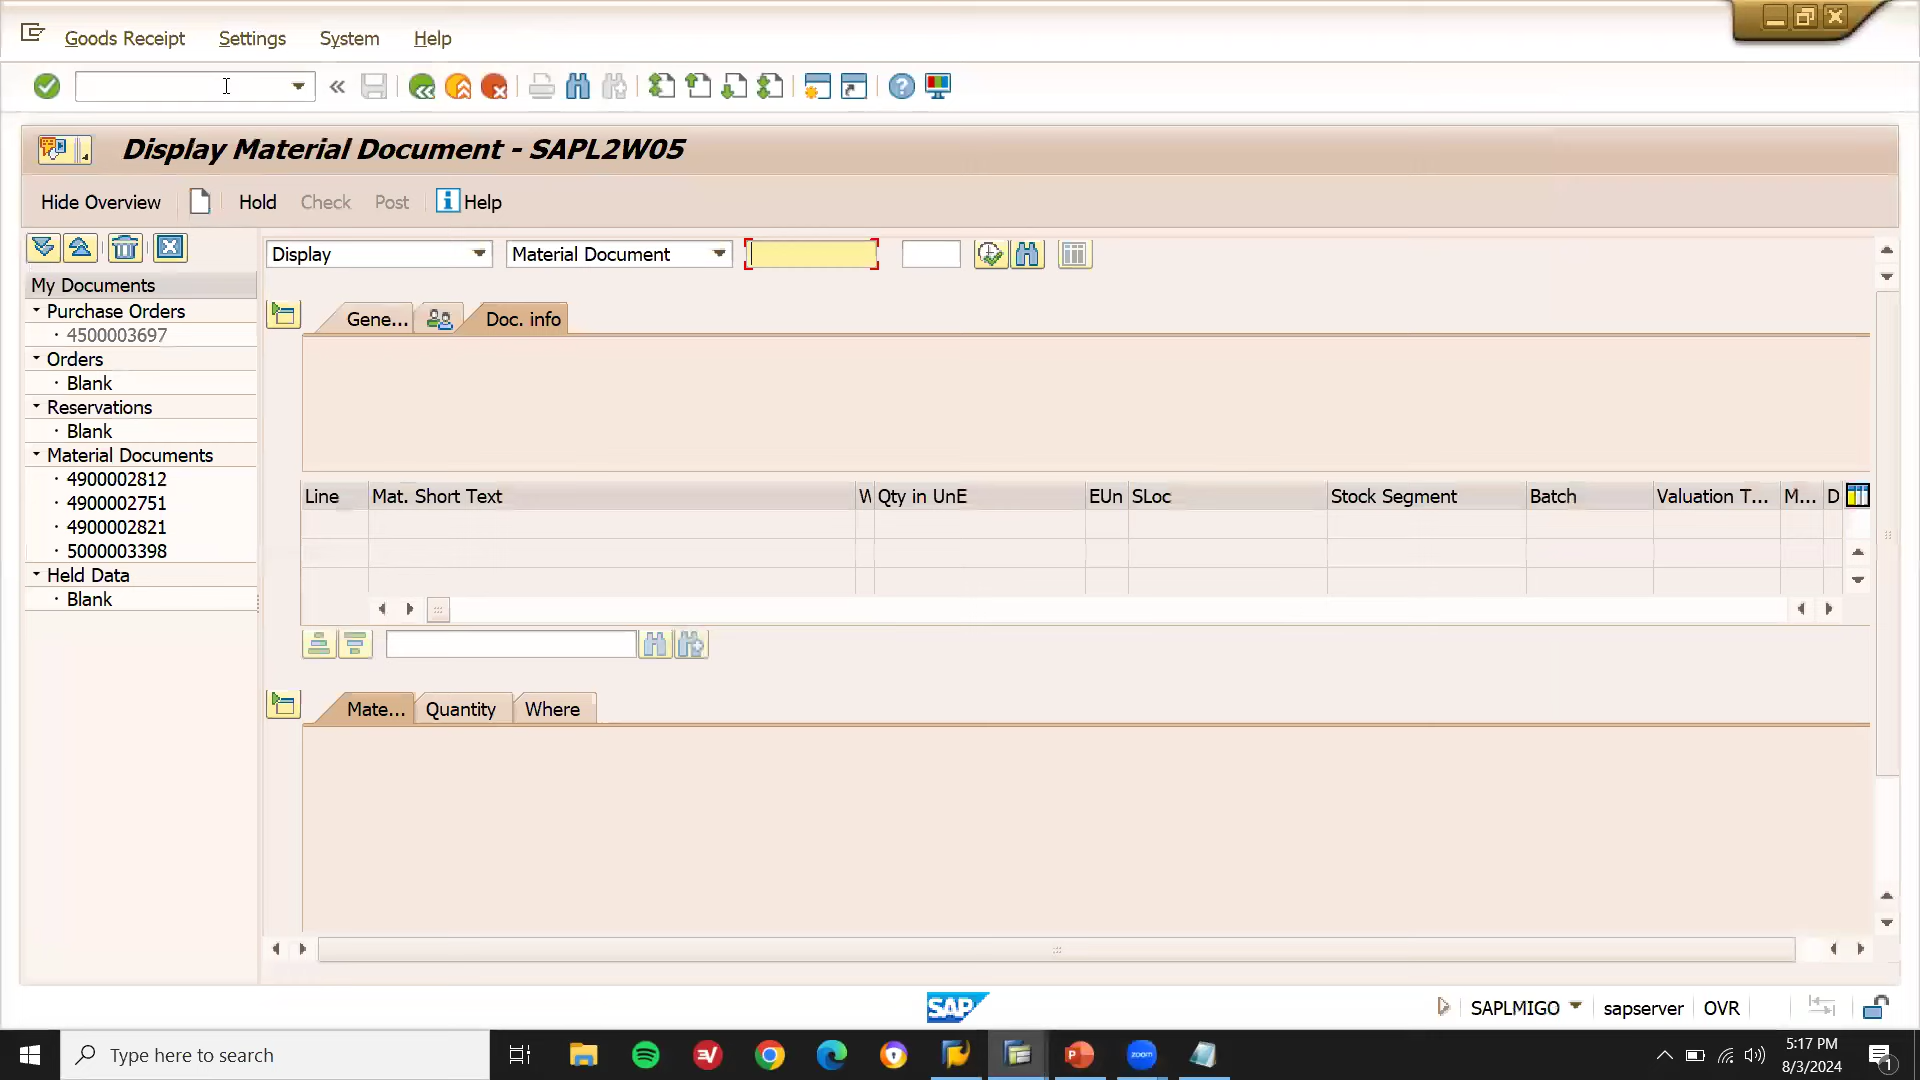 Goods Receipt Settings System Help
Display Material Document - SAPL2W05
Hide Overview Hold Check Post Help
Display Material Document
My Documents
Purchase Orders
4500003697
Orders
Blank
Reservations
Blank
Material Documents
4900002812
4900002751
4900002821
5000003398
Held Data
Blank
Gene... Doc. info
Line Mat. Short Text W Qty in UnE EUn SLoc Stock Segment Batch Valuation T... M... D
Mate... Quantity Where
SAP
SAPLMIGO sapserver OVR
Type here to search
zoom
5:17 PM
8/3/2024
1